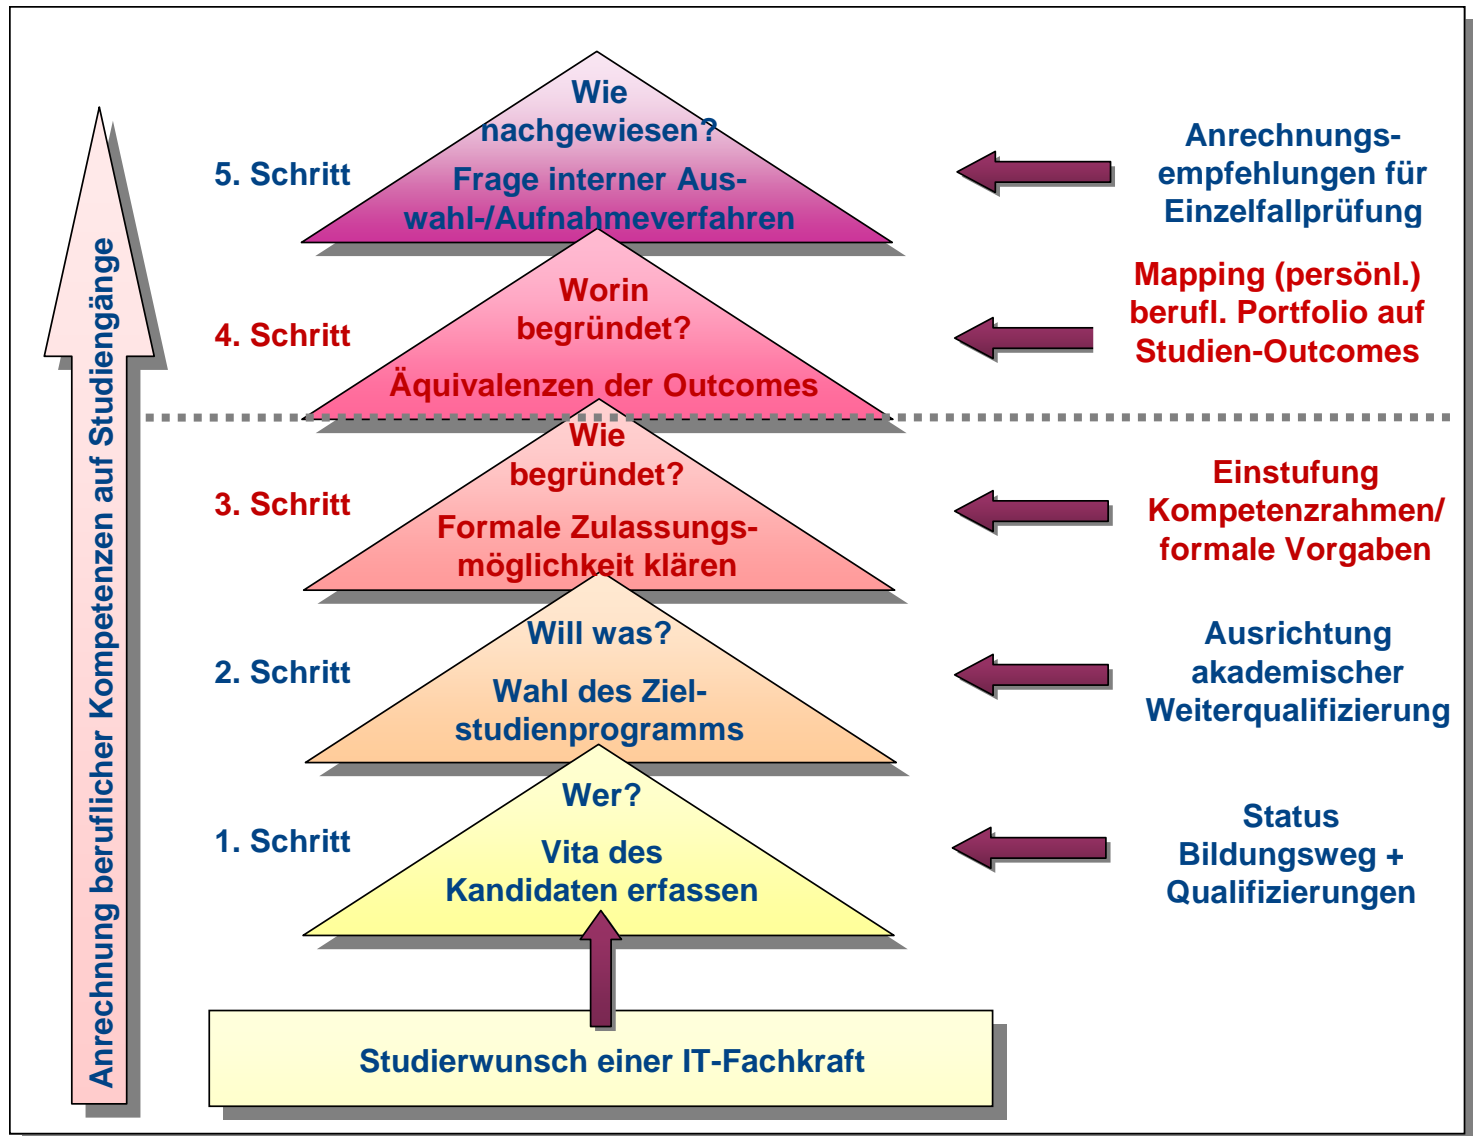 Anrechnung beruflicher Kompetenzen auf Studiengänge
5. Schritt
Wie
nachgewiesen?
Frage interner Aus-
wahl-/Aufnahmeverfahren
Anrechnungs-
empfehlungen für
Einzelfallprüfung
4. Schritt
Worin
begründet?
Äquivalenzen der Outcomes
Mapping (persönl.)
berufl. Portfolio auf
Studien-Outcomes
3. Schritt
Wie
begründet?
Formale Zulassungs-
möglichkeit klären
Einstufung
Kompetenzrahmen/
formale Vorgaben
2. Schritt
Will was?
Wahl des Ziel-
studienprogramms
Ausrichtung
akademischer
Weiterqualifizierung
1. Schritt
Wer?
Vita des
Kandidaten erfassen
Status
Bildungsweg +
Qualifizierungen
Studierwunsch einer IT-Fachkraft